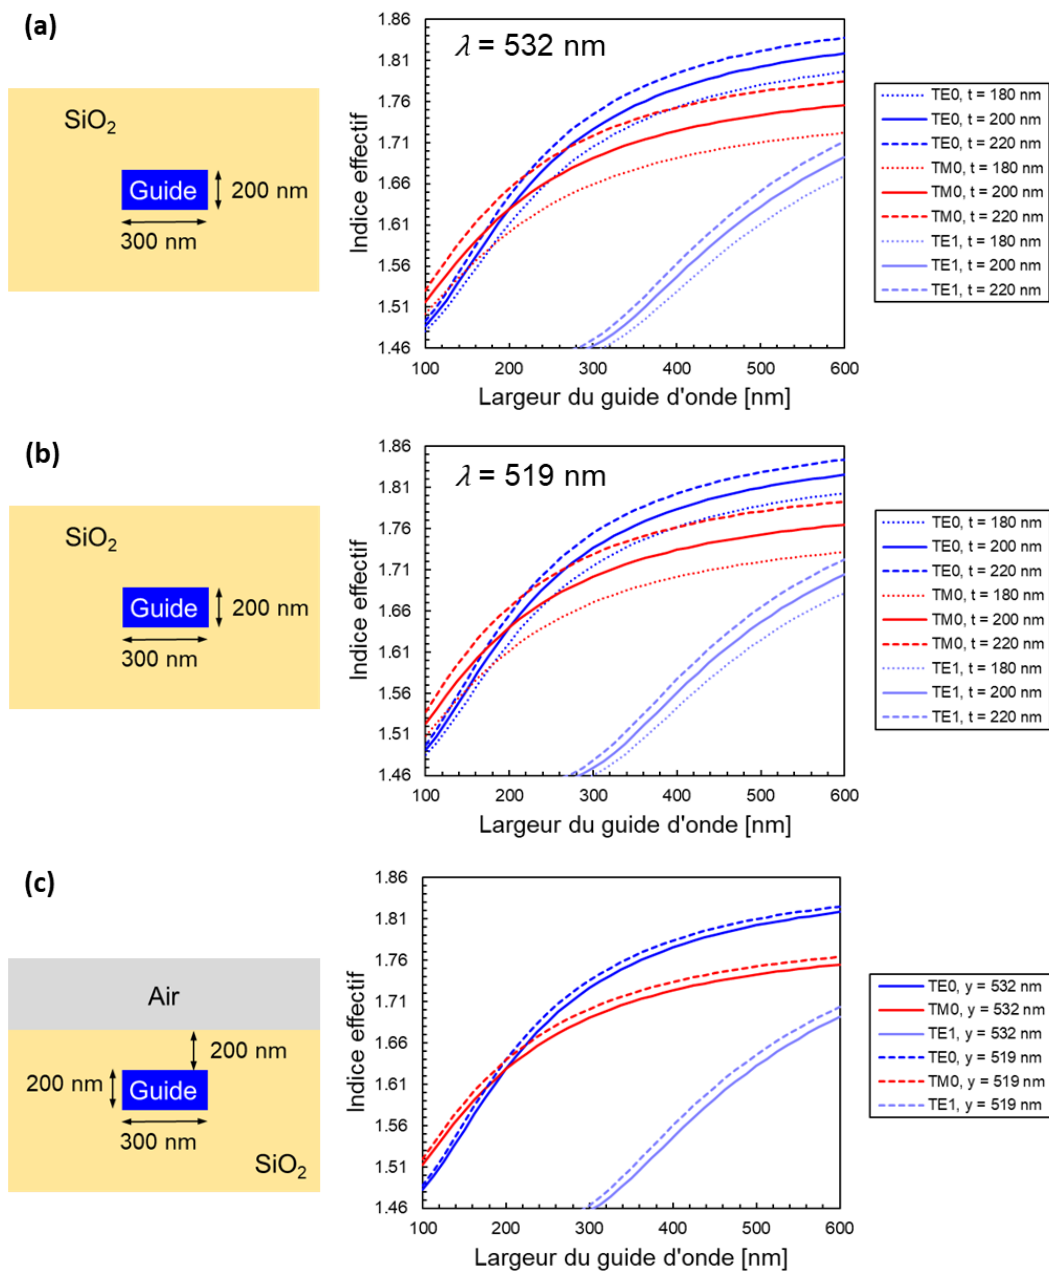 (a)
SiO2
Guide
200 nm
300 nm
λ = 532 nm
Indice effectif
1.86
1.81
1.76
1.71
1.66
1.61
1.56
1.51
1.46
100 200 300 400 500 600
Largeur du guide d'onde [nm]
TE0, t = 180 nm
TE0, t = 200 nm
TE0, t = 220 nm
TM0, t = 180 nm
TM0, t = 200 nm
TM0, t = 220 nm
TE1, t = 180 nm
TE1, t = 200 nm
TE1, t = 220 nm
(b)
SiO2
Guide
200 nm
300 nm
λ = 519 nm
Indice effectif
1.86
1.81
1.76
1.71
1.66
1.61
1.56
1.51
1.46
100 200 300 400 500 600
Largeur du guide d'onde [nm]
TE0, t = 180 nm
TE0, t = 200 nm
TE0, t = 220 nm
TM0, t = 180 nm
TM0, t = 200 nm
TM0, t = 220 nm
TE1, t = 180 nm
TE1, t = 200 nm
TE1, t = 220 nm
(c)
Air
200 nm
200 nm
Guide
300 nm
SiO2
Indice effectif
1.86
1.81
1.76
1.71
1.66
1.61
1.56
1.51
1.46
100 200 300 400 500 600
Largeur du guide d'onde [nm]
TE0, y = 532 nm
TM0, y = 532 nm
TE1, y = 532 nm
TE0, y = 519 nm
TM0, y = 519 nm
TE1, y = 519 nm